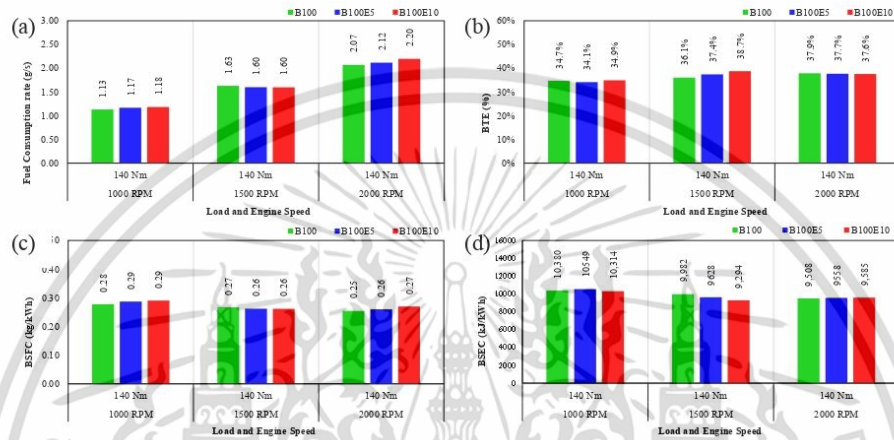 (a)
B100 B100E5 B100E10
Fuel Consumption rate (g/s)
3.00
2.50
2.00
1.50
1.00
0.50
0.00
1.13 1.17 1.18 1.63 1.60 1.60 2.07 2.12 2.20
140 Nm 140 Nm 140 Nm
1000 RPM 1500 RPM 2000 RPM
Load and Engine Speed
(b)
B100 B100E5 B100E10
BTE (%)
60%
50%
40%
30%
20%
10%
0%
34.7% 34.1% 34.9% 36.1% 37.4% 38.7% 37.9% 37.7% 37.6%
140 Nm 140 Nm 140 Nm
1000 RPM 1500 RPM 2000 RPM
Load and Engine Speed
(c)
B100 B100E5 B100E10
BSFC (kg/kWh)
0.40
0.30
0.20
0.10
0.00
0.28 0.29 0.29 0.27 0.26 0.26 0.25 0.26 0.27
140 Nm 140 Nm 140 Nm
1000 RPM 1500 RPM 2000 RPM
Load and Engine Speed
(d)
B100 B100E5 B100E10
BSEC (kJ/kWh)
16000
14000
12000
10000
8000
6000
4000
2000
0
10,380 10549 10,314 9,982 9628 9,294 9,508 9558 9,585
140 Nm 140 Nm 140 Nm
1000 RPM 1500 RPM 2000 RPM
Load and Engine Speed